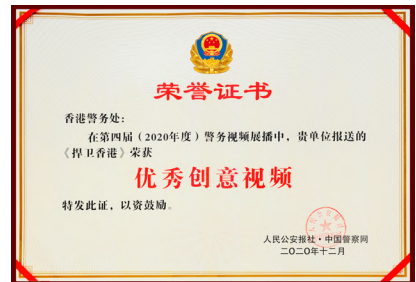 荣誉证书
香港警务处：
在第四届（2020年度）警务视频展播中，贵单位报送的
《捍卫香港》荣获
优秀创意视频
特发此证，以资鼓励。
人民公安报社·中国警察网
二〇二〇年十二月